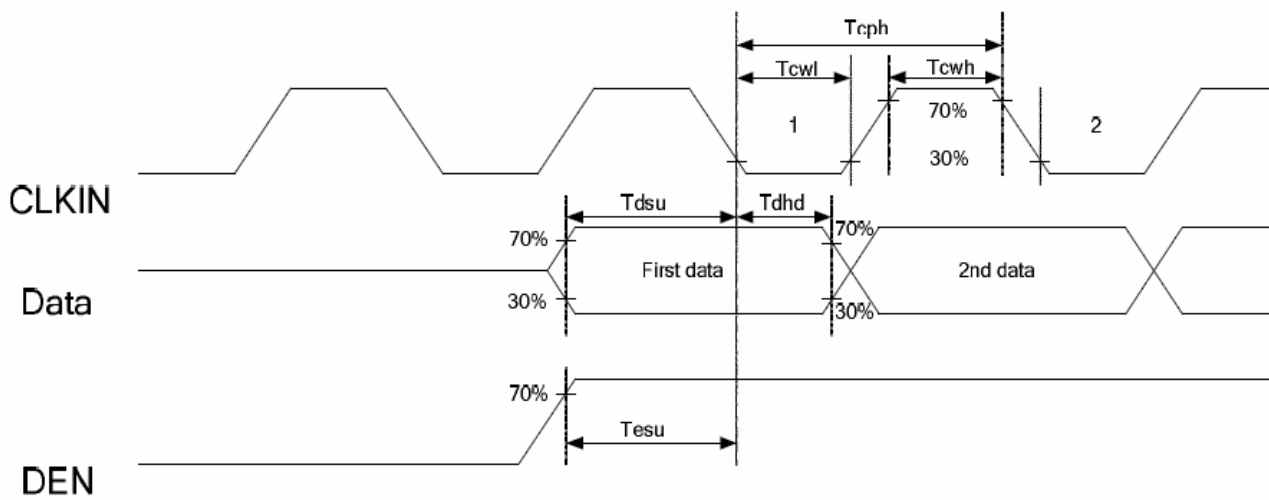 Tcph
Tcwl Tcwh
1 70% 2
30%
CLKIN
Tdsu Tdhd
70% 70%
First data 2nd data
Data
30% 30%
70%
Tesu
DEN